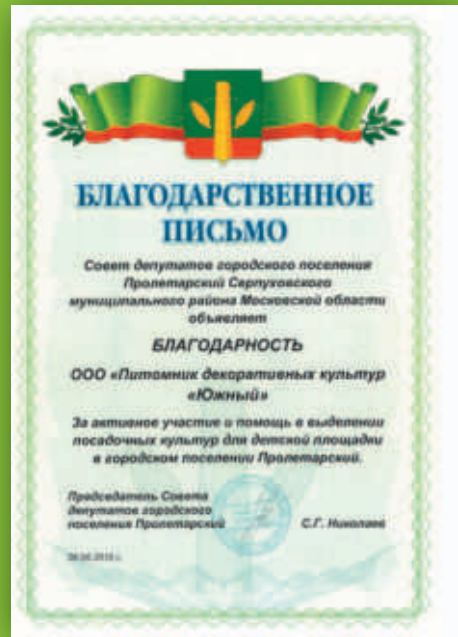 БЛАГОДАРСТВЕННОЕ
ПИСЬМО
Совет депутатов городского поселения
Пролетарский Серпуховского
муниципального района Московской области
объявляет
БЛАГОДАРНОСТЬ
ООО «Питомник декоративных культур
«Южный»
За активное участие и помощь в выделении
посадочных культур для детской площадки
в городском поселении Пролетарский.
Председатель Совета
депутатов городского
поселения Пролетарский С.Г. Николаев